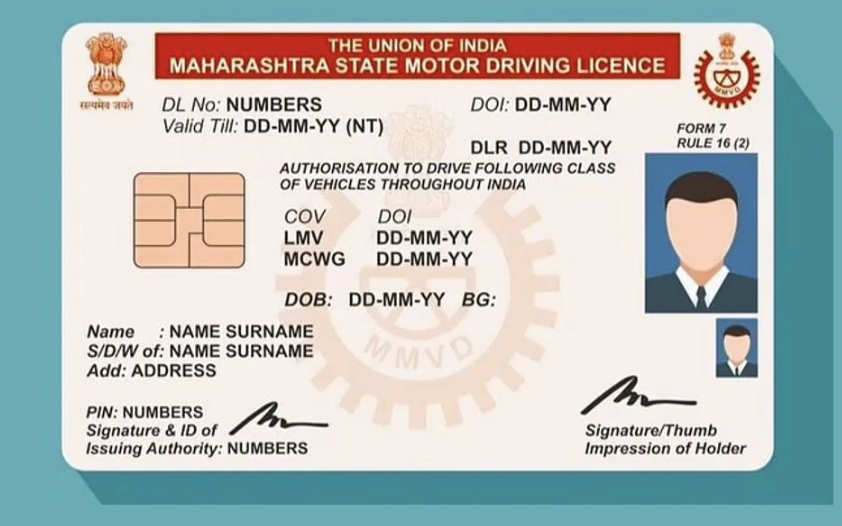 THE UNION OF INDIA
MAHARASHTRA STATE MOTOR DRIVING LICENCE
सत्यमेव जयते
MMVD
DL No: NUMBERS DOI: DD-MM-YY
Valid Till: DD-MM-YY (NT)
FORM 7
RULE 16 (2)
DLR DD-MM-YY
AUTHORISATION TO DRIVE FOLLOWING CLASS
OF VEHICLES THROUGHOUT INDIA
COV DOI
LMV DD-MM-YY
MCWG DD-MM-YY
DOB: DD-MM-YY BG:
MMVD
Name : NAME SURNAME
S/D/W of: NAME SURNAME
Add: ADDRESS
PIN: NUMBERS
Signature & ID of
Issuing Authority: NUMBERS
Signature/Thumb
Impression of Holder